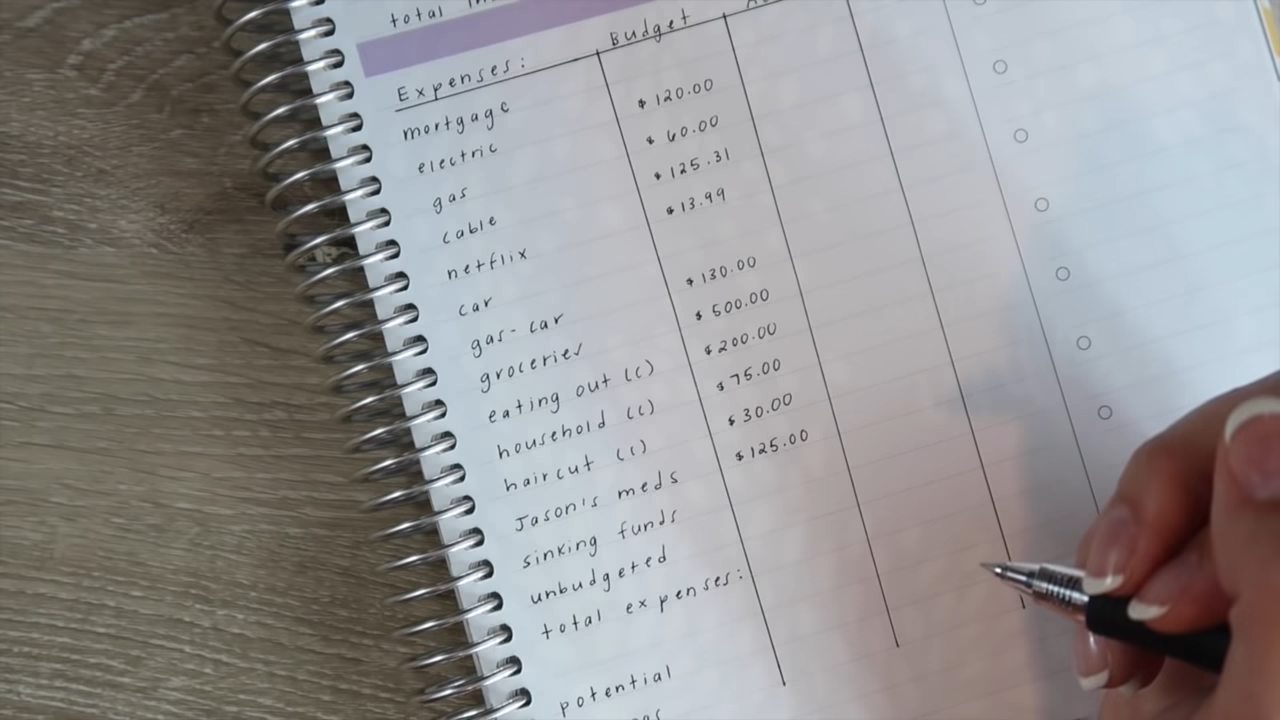 total
Budget
Expenses:
mortgage
electric $120.00
gas $60.00
cable $125.31
netflix $13.99
car
gas-car $130.00
groceries $500.00
eating out (c) $200.00
household (c) $75.00
haircut (c) $30.00
Jason's meds $125.00
sinking funds
unbudgeted
total expenses:
potential